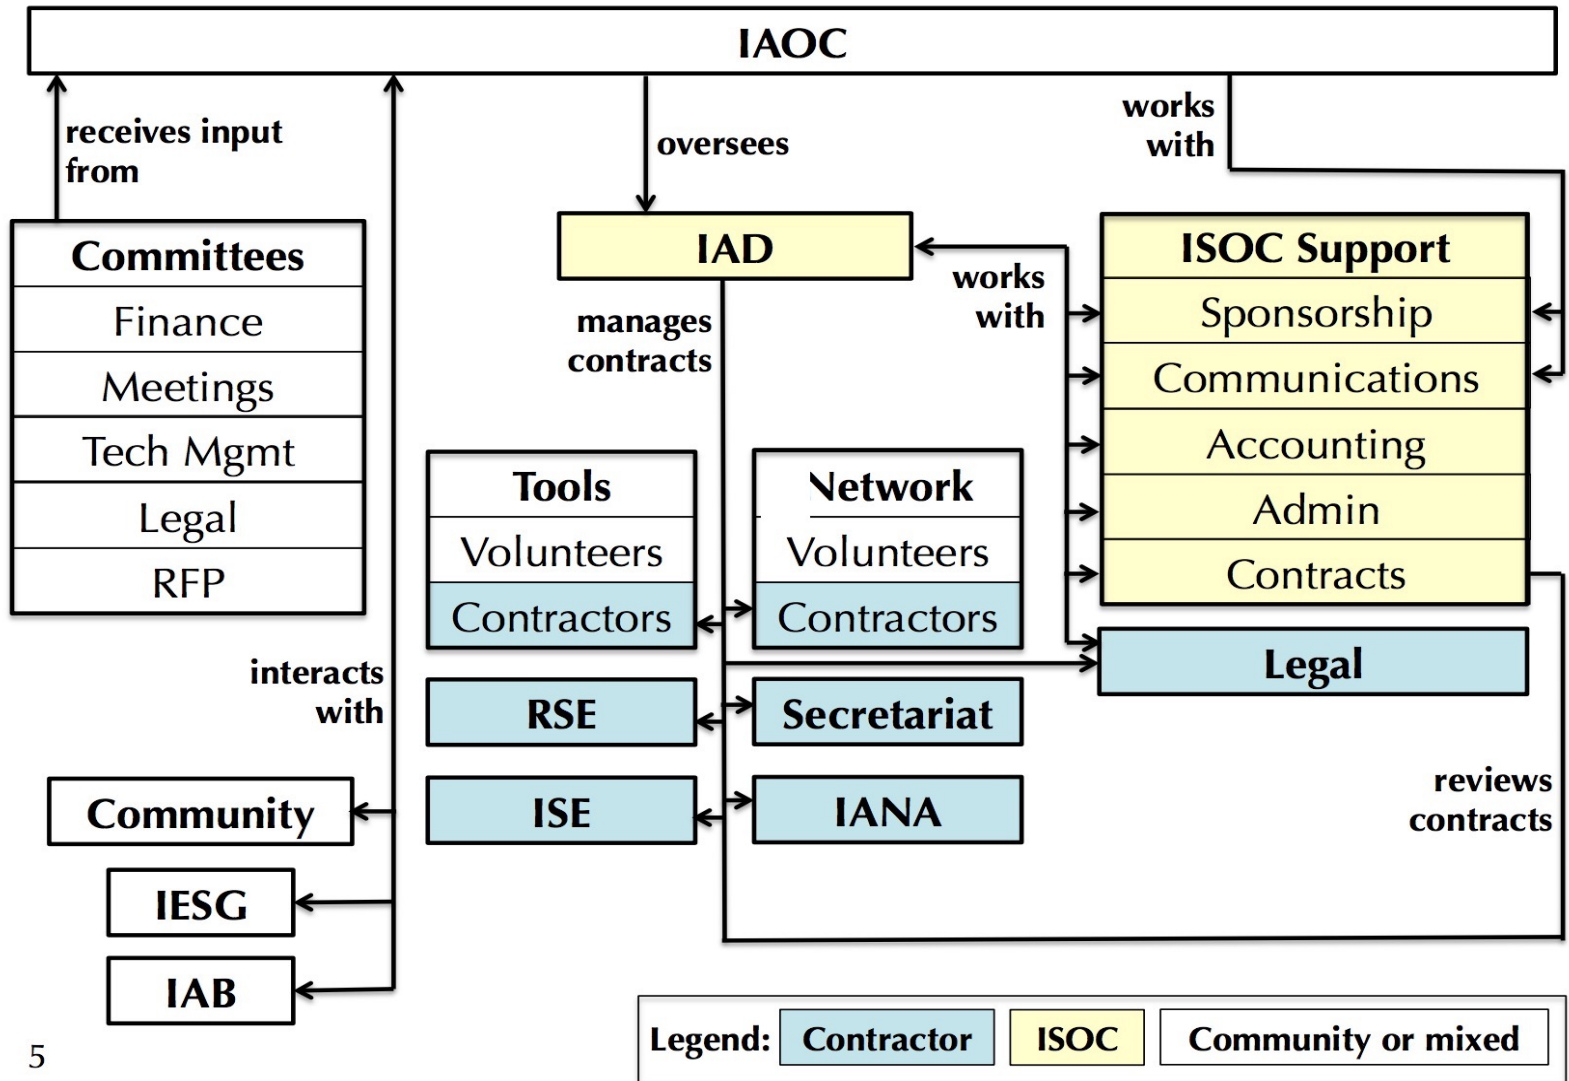 IAOC
receives input
from
oversees
works
with
Committees
Finance
Meetings
Tech Mgmt
Legal
RFP
IAD
works
with
manages
contracts
ISOC Support
Sponsorship
Communications
Accounting
Admin
Contracts
Tools
Volunteers
Contractors
Network
Volunteers
Contractors
Legal
interacts
with
RSE
Secretariat
ISE
IANA
reviews
contracts
Community
IESG
IAB
Legend:
Contractor
ISOC
Community or mixed
5